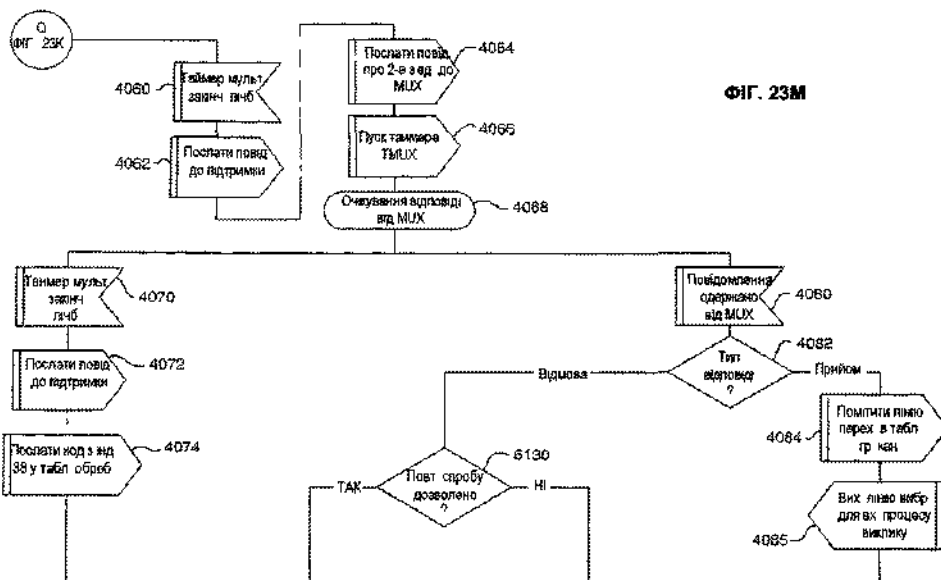 Q
ФІГ. 23К
4060
Таймер мульт.
закінч лічб
4062
Послати повід
до підтримки
Послати повід
про 2-е з'єд. до
MUX
4064
Пуск таймера
TMUX
4066
Очікування відповіді
від MUX
4068
ФІГ. 23М
Таймер мульт.
закінч
лічб
4070
Послати повід
до підтримки
4072
Послати код з інд
38 у табл обреб
4074
Повідомлення
одержано
від MUX
4080
Тип
відповіді
?
4082
Відмова
Прийом
Повт спробу
дозволено
?
6130
ТАК
НІ
Помітити лінію
перех в табл
гр кан.
4084
Вих лінію вибр
для вх процесу
виклику
4085